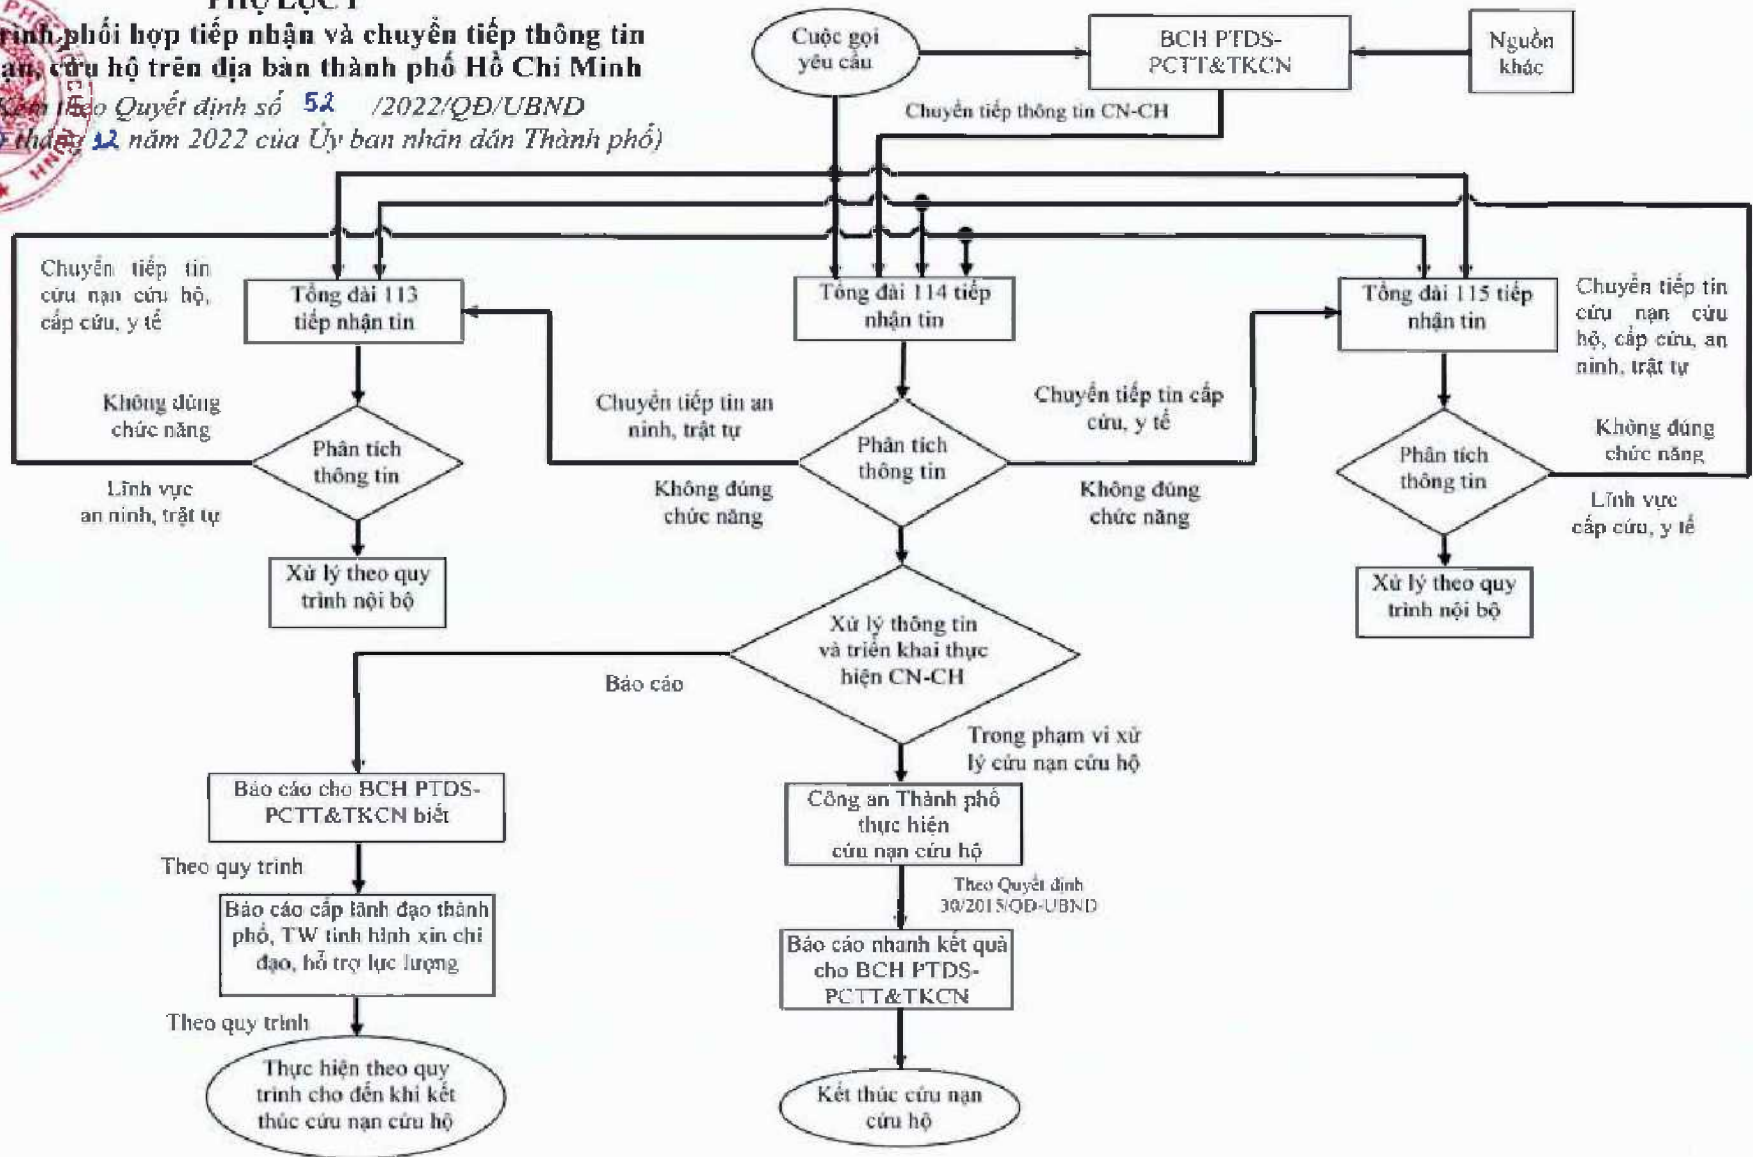 PHỤ LỤC I
trình phối hợp tiếp nhận và chuyển tiếp thông tin
cứu hộ trên địa bàn thành phố Hồ Chí Minh
theo Quyết định số 52 /2022/QĐ/UBND
tháng 12 năm 2022 của Ủy ban nhân dân Thành phố)
Cuộc gọi
yêu cầu
BCH PTDS-
PCTT&TKCN
Nguồn
khác
Chuyển tiếp thông tin CN-CH
Chuyển tiếp tin
cứu nạn cứu hộ,
cấp cứu, y tế
Tổng đài 113
tiếp nhận tin
Tổng đài 114 tiếp
nhận tin
Tổng đài 115 tiếp
nhận tin
Chuyển tiếp tin
cứu nạn cứu
hộ, cấp cứu, an
ninh, trật tự
Không đúng
chức năng
Phân tích
thông tin
Lĩnh vực
an ninh, trật tự
Chuyển tiếp tin an
ninh, trật tự
Không đúng
chức năng
Phân tích
thông tin
Chuyển tiếp tin cấp
cứu, y tế
Không đúng
chức năng
Phân tích
thông tin
Không đúng
chức năng
Lĩnh vực
cấp cứu, y tế
Xử lý theo quy
trình nội bộ
Xử lý thông tin
và triển khai thực
hiện CN-CH
Xử lý theo quy
trình nội bộ
Báo cáo
Trong phạm vi xử
lý cứu nạn cứu hộ
Báo cáo cho BCH PTDS-
PCTT&TKCN biết
Công an Thành phố
thực hiện
cứu nạn cứu hộ
Theo quy trình
Theo Quyết định
30/2015/QĐ-UBND
Báo cáo cấp lãnh đạo thành
phố, TW tình hình xin chỉ
đạo, hỗ trợ lực lượng
Báo cáo nhanh kết quả
cho BCH PTDS-
PCTT&TKCN
Theo quy trình
Thực hiện theo quy
trình cho đến khi kết
thúc cứu nạn cứu hộ
Kết thúc cứu nạn
cứu hộ